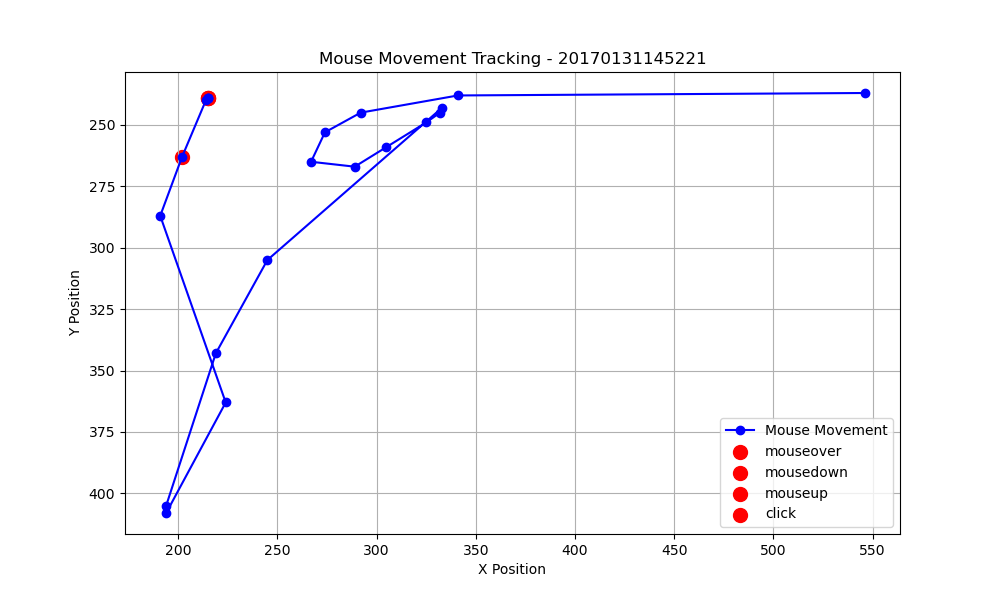 Mouse Movement Tracking - 20170131145221
Y Position
250
275
300
325
350
375
400
200
250
300
350
400
450
500
550
X Position
Mouse Movement
mouseover
mousedown
mouseup
click